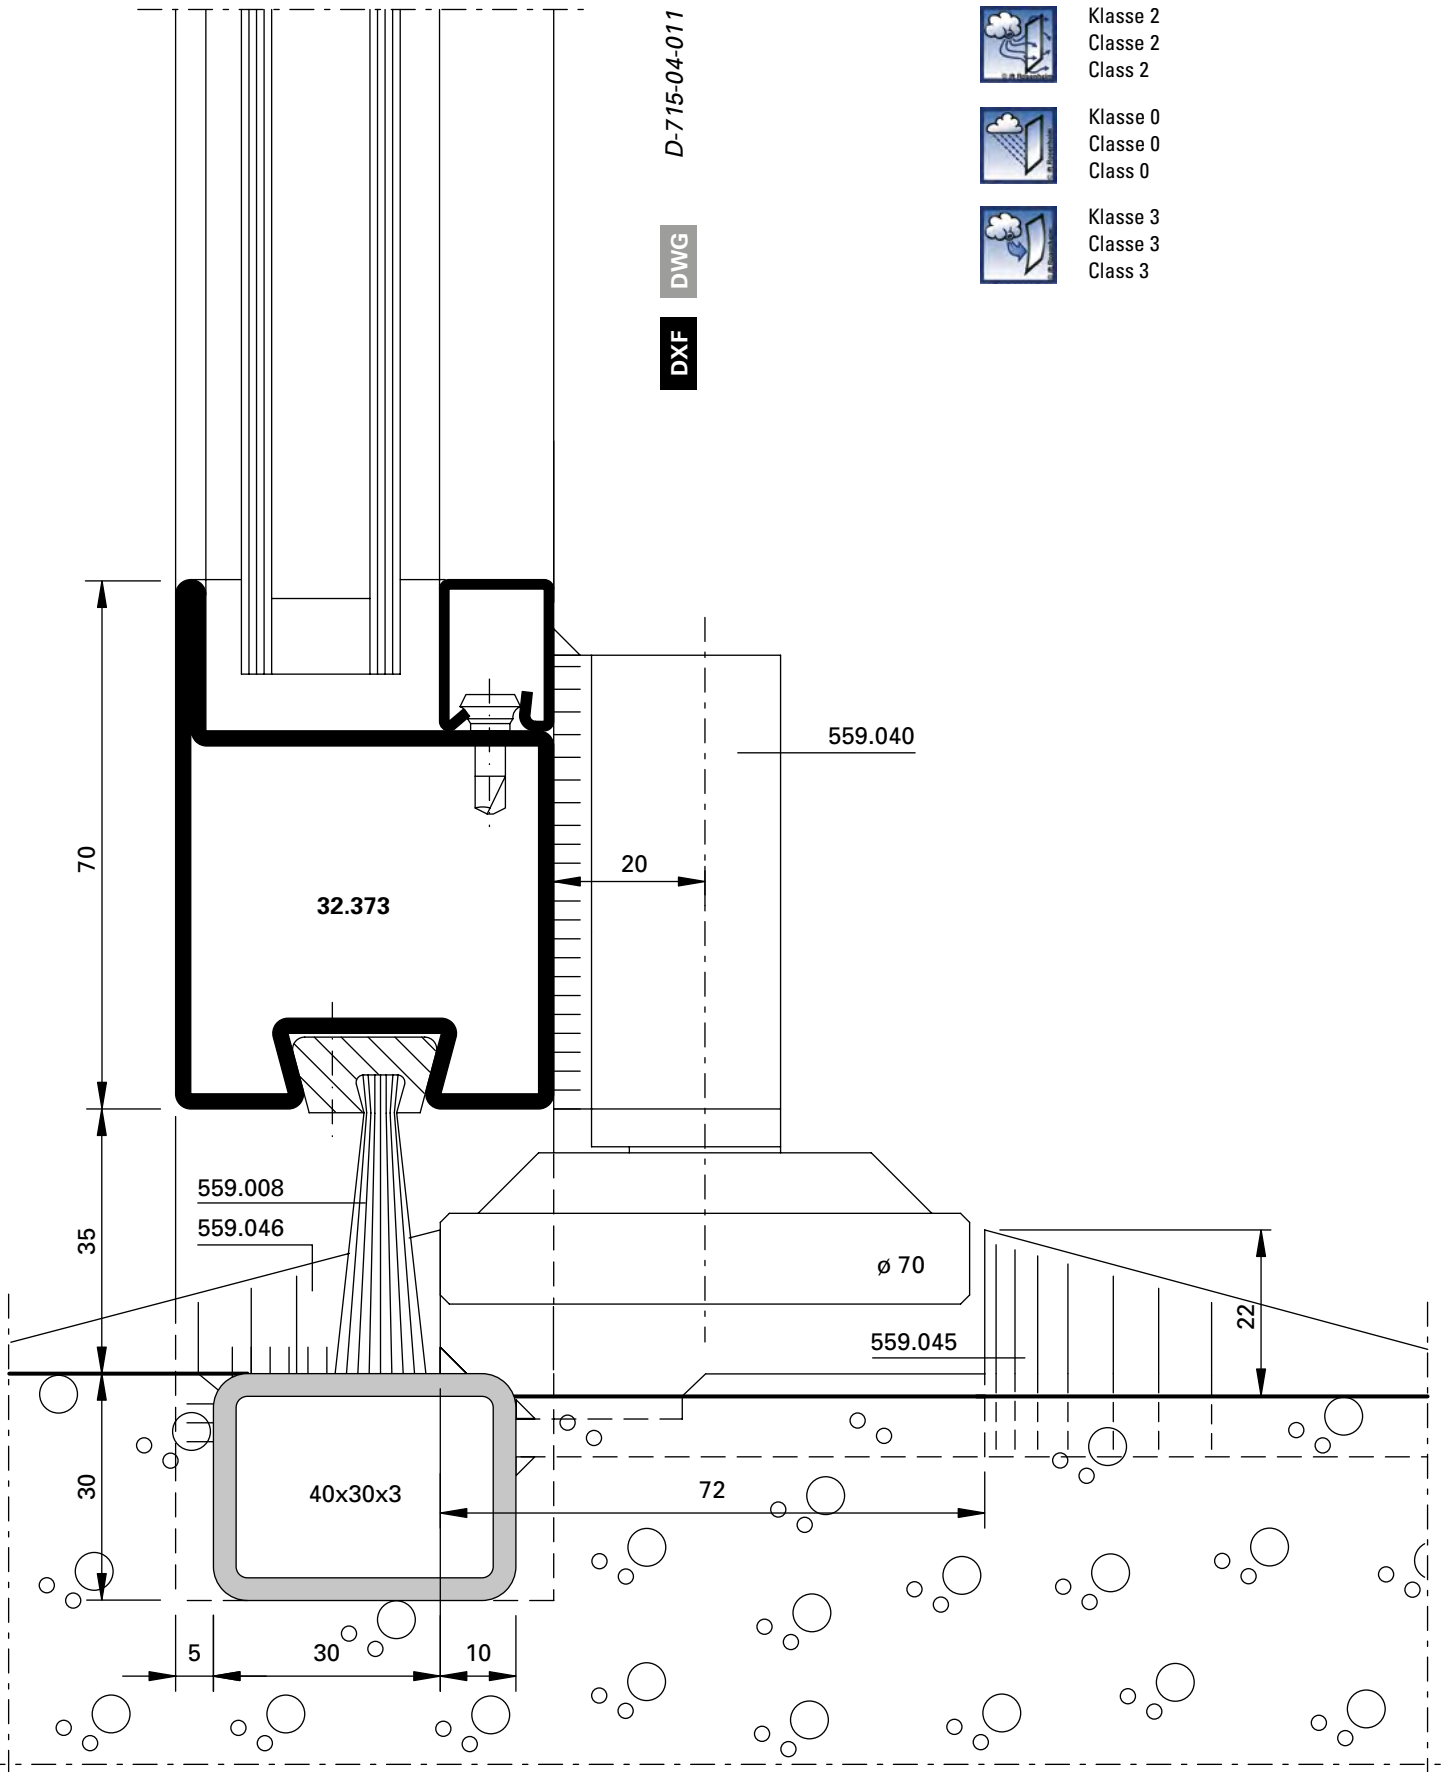 D-715-04-011
DWG
DXF
Klasse 2
Classe 2
Class 2
Klasse 0
Classe 0
Class 0
Klasse 3
Classe 3
Class 3
559.040
20
70
32.373
559.008
559.046
35
ø 70
22
559.045
30
40x30x3
72
5
30
10